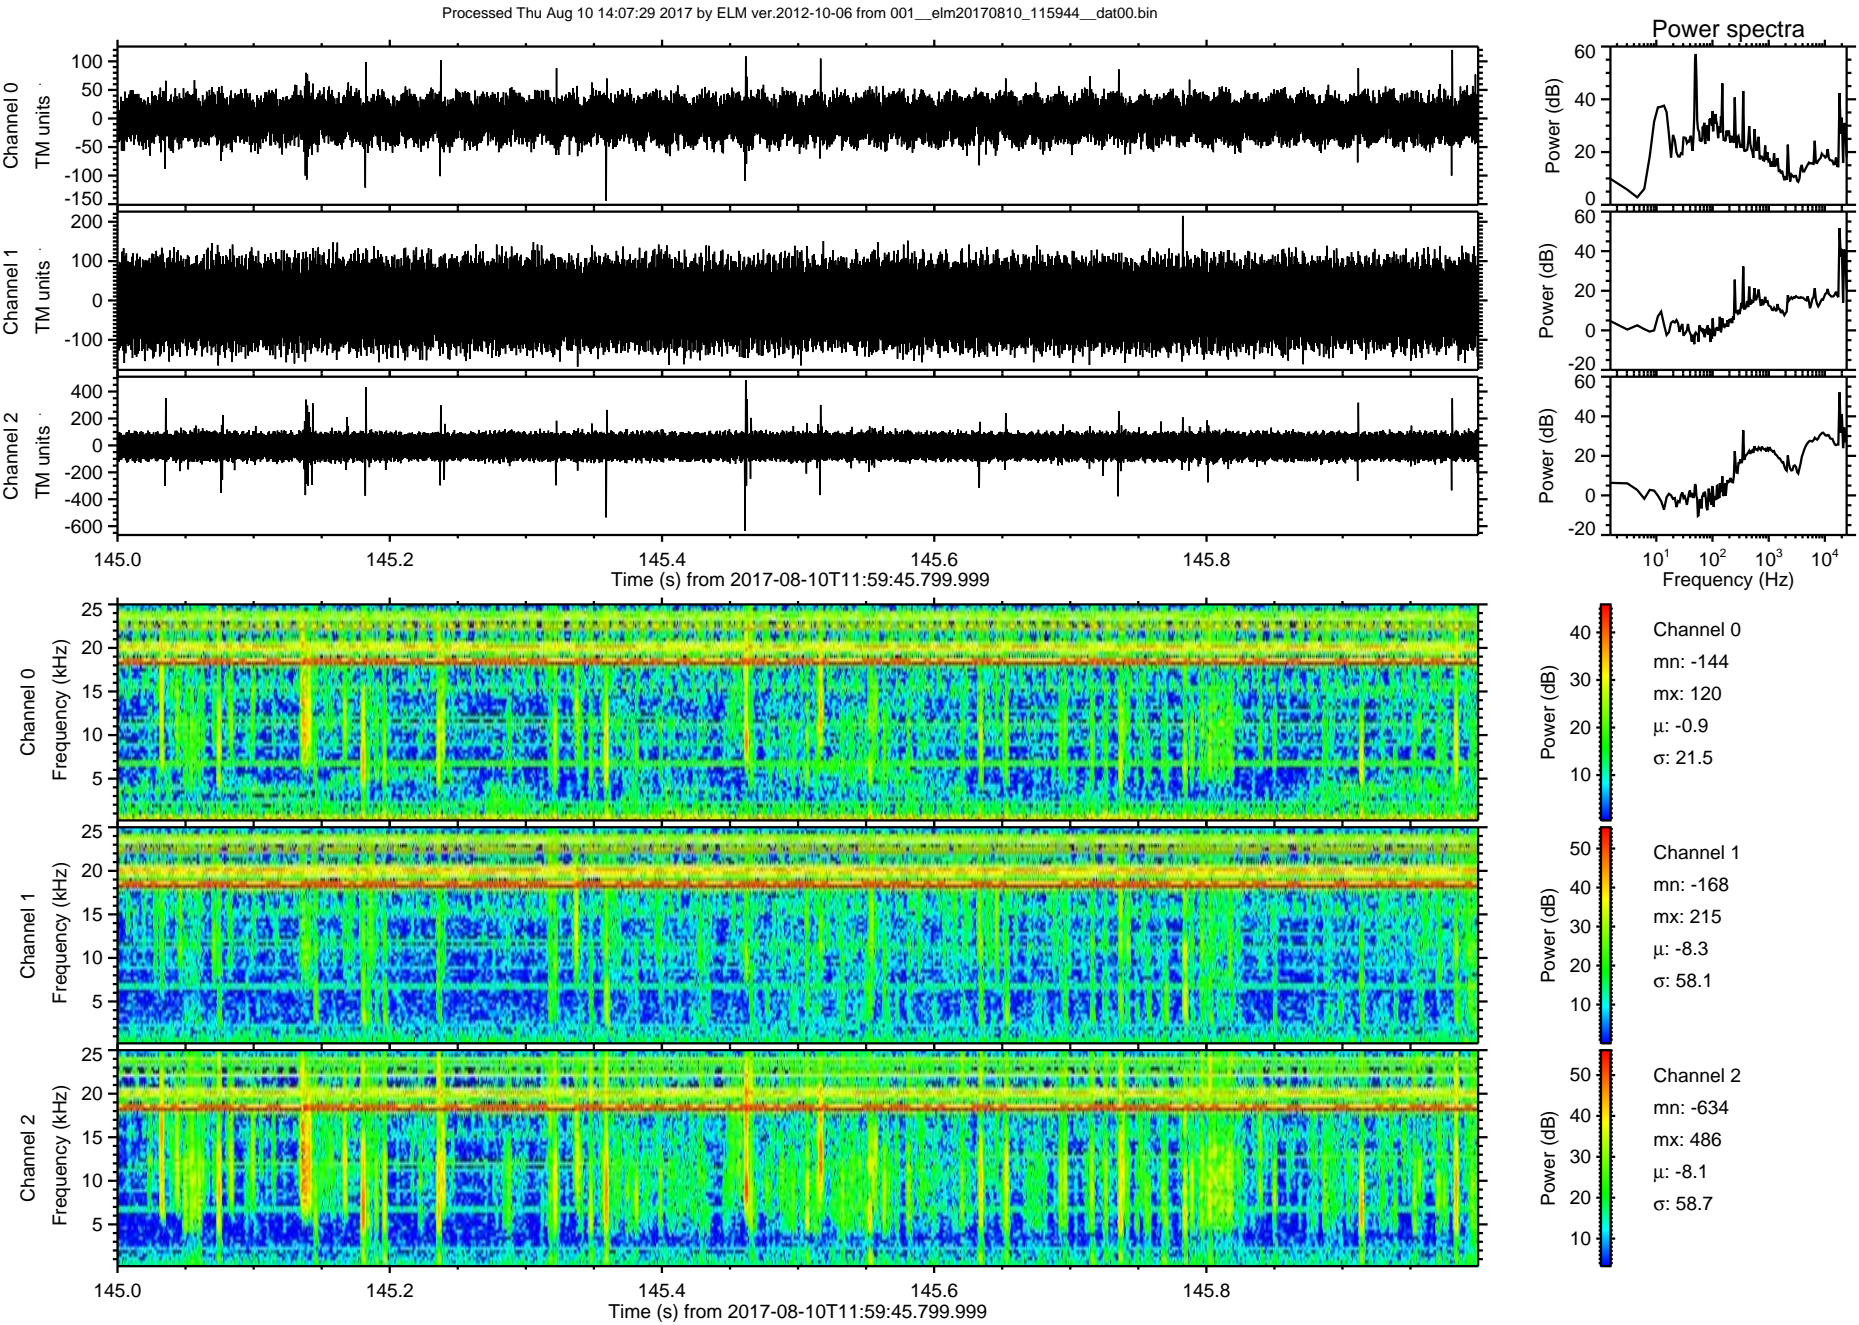 Processed Thu Aug 10 14:07:29 2017 by ELM ver.2012-10-06 from 001__elm20170810_115944__dat00.bin
Power spectra
Channel 0
TM units
100
50
0
-50
-100
-150
Power (dB)
60
40
20
0
Channel 1
TM units
200
100
0
-100
Power (dB)
60
40
20
0
-20
Channel 2
TM units
400
200
0
-200
-400
-600
Power (dB)
60
40
20
0
-20
145.0 145.2 145.4 145.6 145.8
Time (s) from 2017-08-10T11:59:45.799.999
10^1 10^2 10^3 10^4
Frequency (Hz)
Channel 0
Frequency (kHz)
25
20
15
10
5
Power (dB)
40
30
20
10
Channel 0
mn: -144
mx: 120
μ: -0.9
σ: 21.5
Channel 1
Frequency (kHz)
25
20
15
10
5
Power (dB)
50
40
30
20
10
Channel 1
mn: -168
mx: 215
μ: -8.3
σ: 58.1
Channel 2
Frequency (kHz)
25
20
15
10
5
Power (dB)
50
40
30
20
10
Channel 2
mn: -634
mx: 486
μ: -8.1
σ: 58.7
145.0 145.2 145.4 145.6 145.8
Time (s) from 2017-08-10T11:59:45.799.999